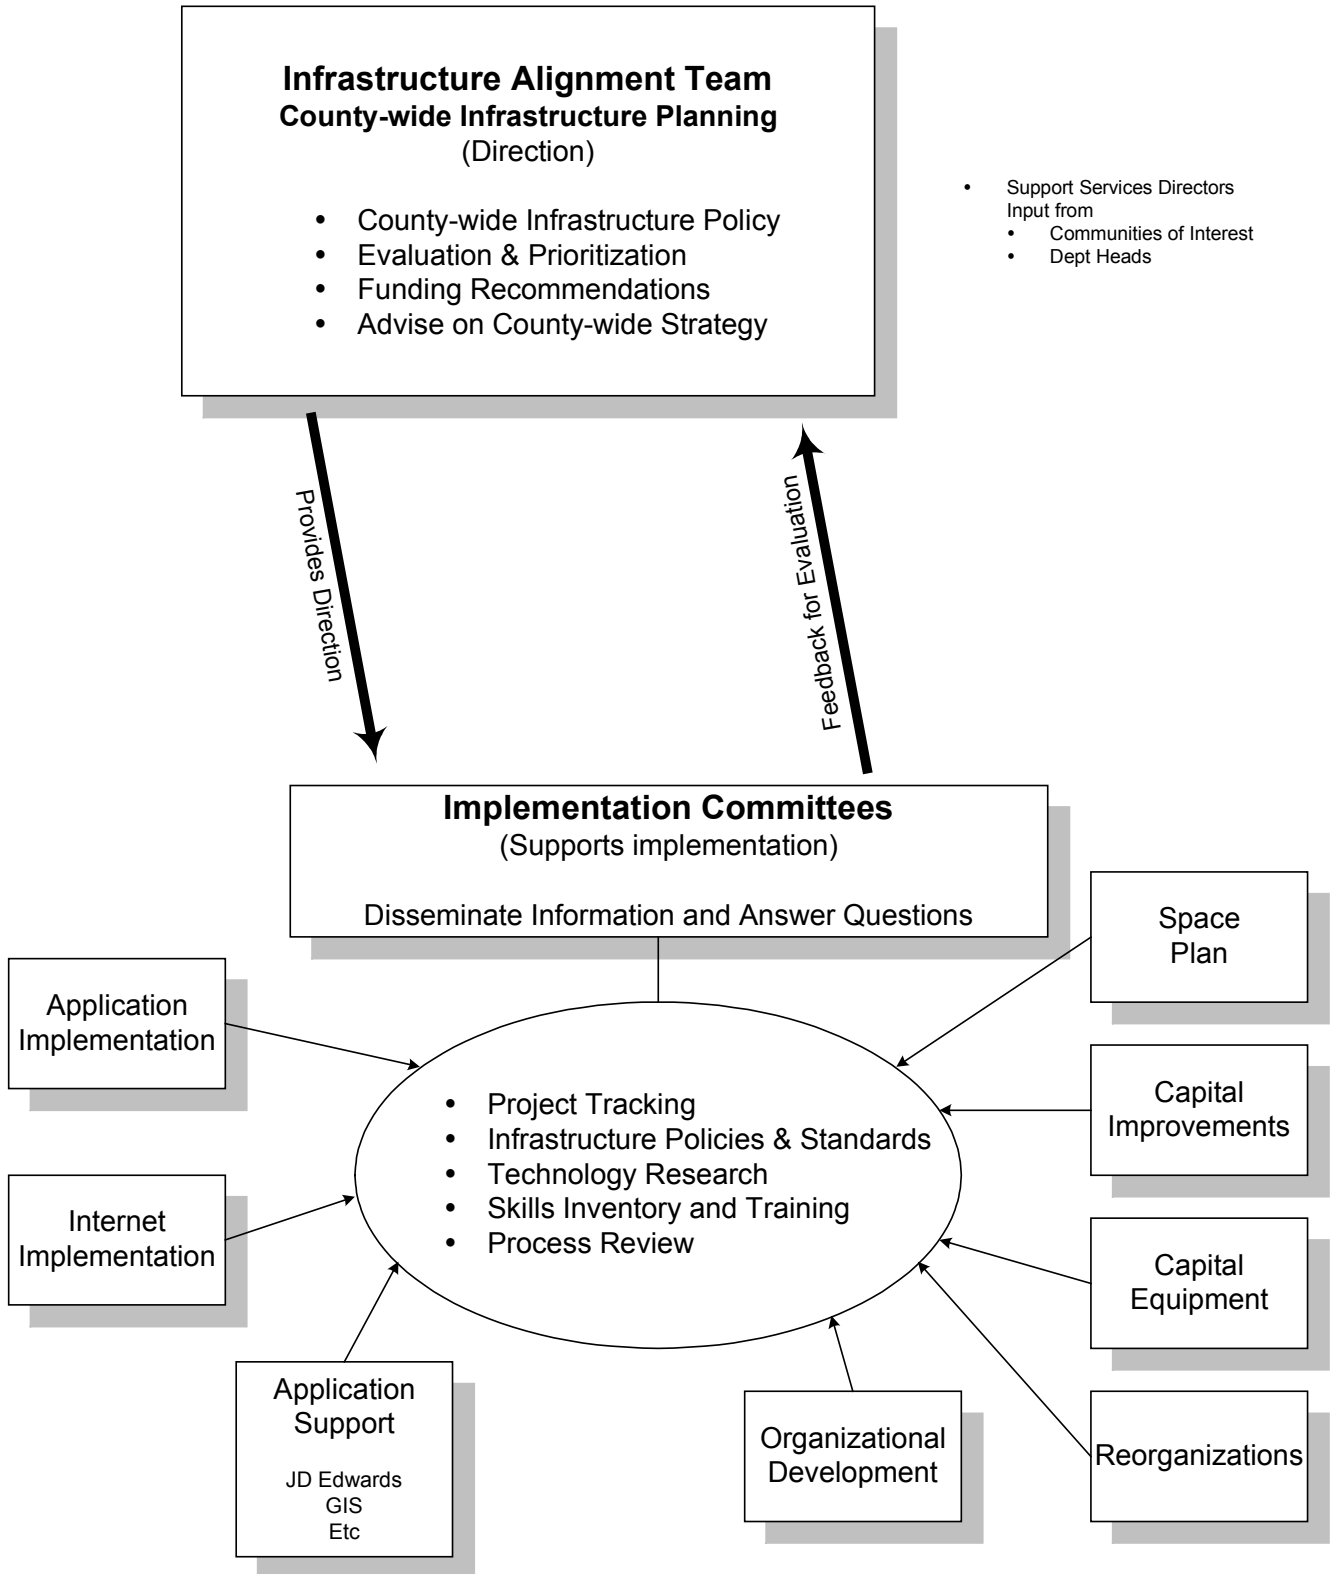 Infrastructure Alignment Team
County-wide Infrastructure Planning
(Direction)
• County-wide Infrastructure Policy
• Evaluation & Prioritization
• Funding Recommendations
• Advise on County-wide Strategy
• Support Services Directors
Input from
• Communities of Interest
• Dept Heads
Provides Direction
Feedback for Evaluation
Implementation Committees
(Supports implementation)
Disseminate Information and Answer Questions
Space
Plan
Application
Implementation
Capital
Improvements
• Project Tracking
• Infrastructure Policies & Standards
• Technology Research
• Skills Inventory and Training
• Process Review
Internet
Implementation
Capital
Equipment
Application
Support
JD Edwards
GIS
Etc
Organizational
Development
Reorganizations